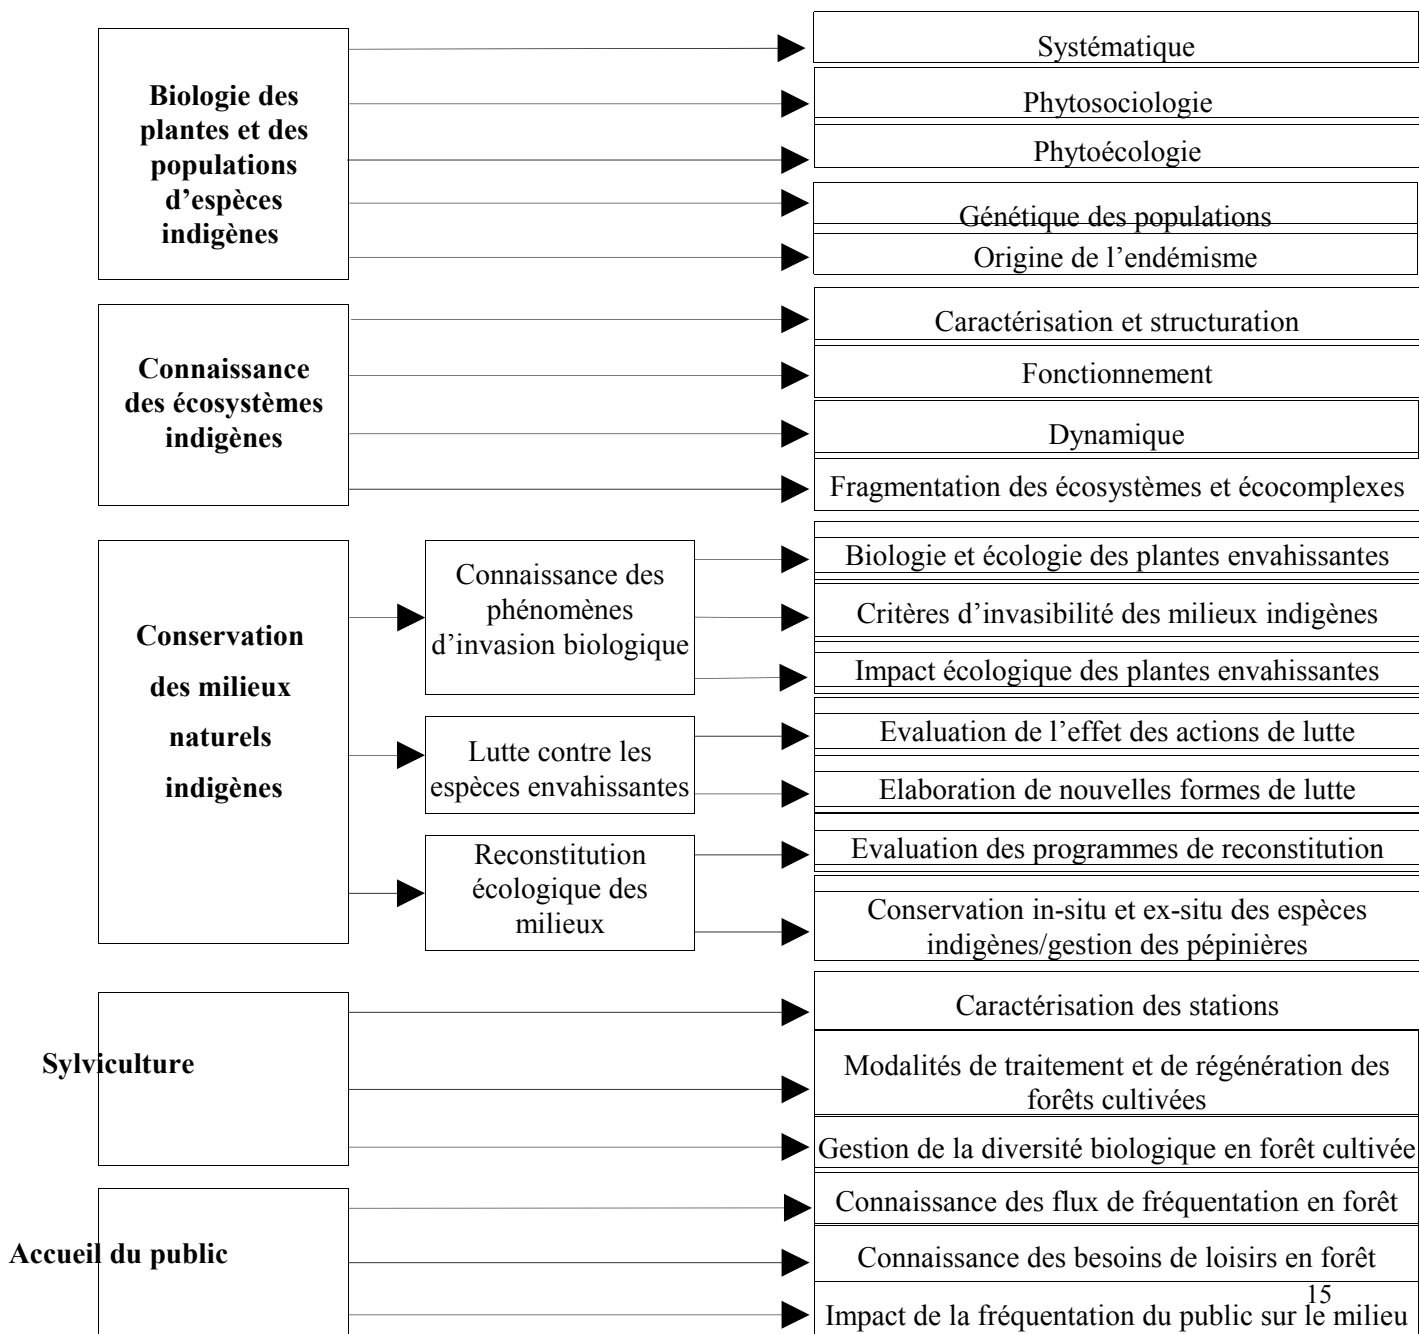 Biologie des
plantes et des
populations
d’espèces
indigènes
Systématique
Phytosociologie
Phytoécologie
Génétique des populations
Origine de l’endémisme
Connaissance
des écosystèmes
indigènes
Caractérisation et structuration
Fonctionnement
Dynamique
Fragmentation des écosystèmes et écocomplexes
Conservation
des milieux
naturels
indigènes
Connaissance des
phénomènes
d’invasion biologique
Biologie et écologie des plantes envahissantes
Critères d’invasibilité des milieux indigènes
Impact écologique des plantes envahissantes
Lutte contre les
espèces envahissantes
Evaluation de l’effet des actions de lutte
Elaboration de nouvelles formes de lutte
Reconstitution
écologique des
milieux
Evaluation des programmes de reconstitution
Conservation in-situ et ex-situ des espèces
indigènes/gestion des pépinières
Sylviculture
Caractérisation des stations
Modalités de traitement et de régénération des
forêts cultivées
Gestion de la diversité biologique en forêt cultivée
Accueil du public
Connaissance des flux de fréquentation en forêt
Connaissance des besoins de loisirs en forêt
Impact de la fréquentation du public sur le milieu
15